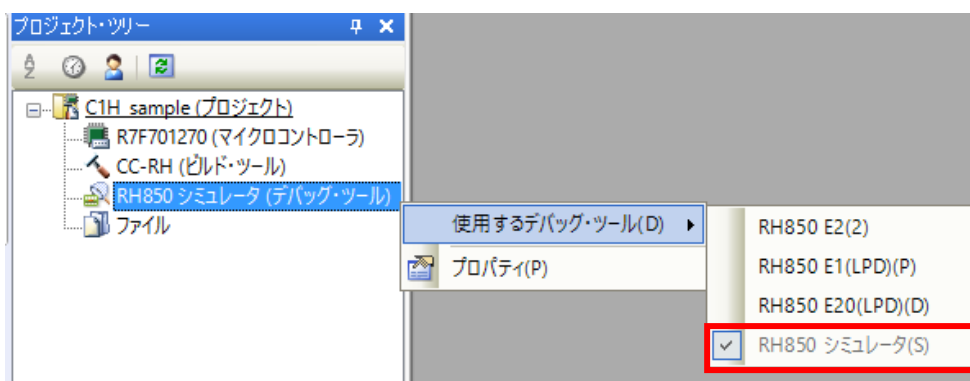 プロジェクト・ツリー
C1H_sample (プロジェクト)
R7F701270 (マイクロコントローラ)
CC-RH (ビルド・ツール)
RH850 シミュレータ (デバッグ・ツール)
ファイル
使用するデバッグ・ツール(D)
プロパティ(P)
RH850 E2(2)
RH850 E1(LPD)(P)
RH850 E20(LPD)(D)
RH850 シミュレータ(S)